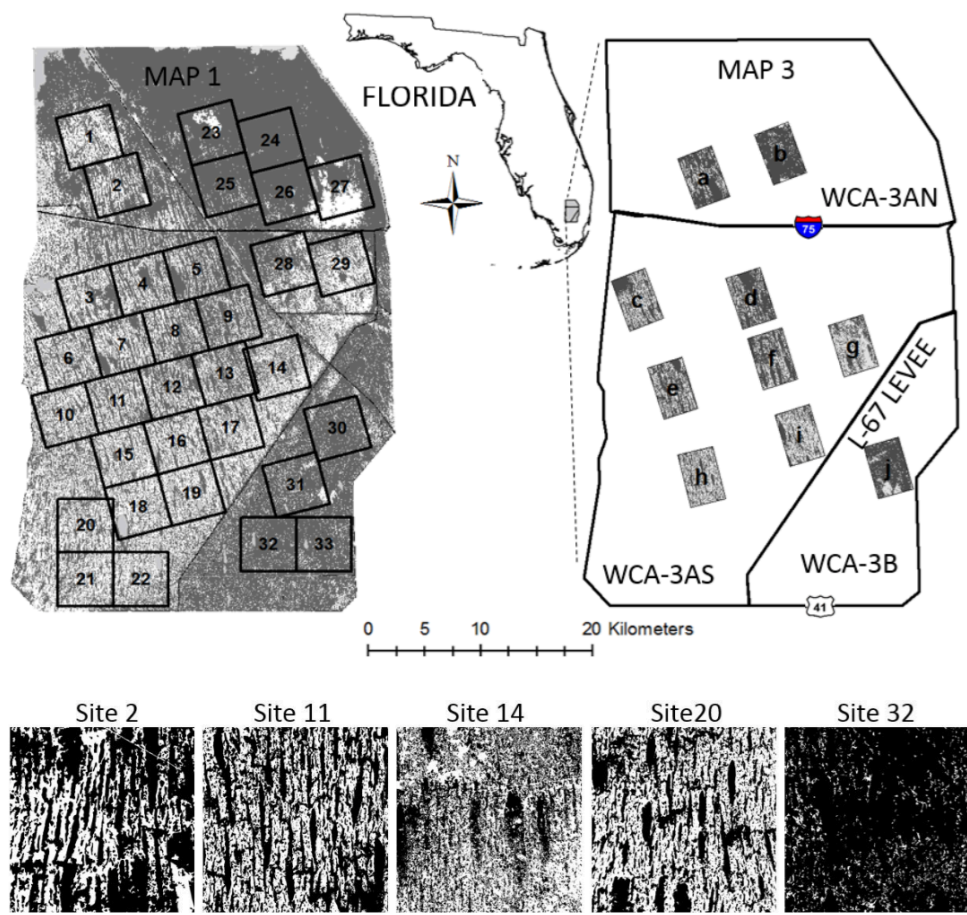 MAP 1
FLORIDA
N
MAP 3
WCA-3AN
75
L-67 LEVEE
WCA-3AS
WCA-3B
41
1
2
23
24
25
26
27
28
29
3
4
5
6
7
8
9
10
11
12
13
14
15
16
17
18
19
20
21
22
30
31
32
33
a
b
c
d
e
f
g
h
i
j
0 5 10 20 Kilometers
Site 2 Site 11 Site 14 Site20 Site 32